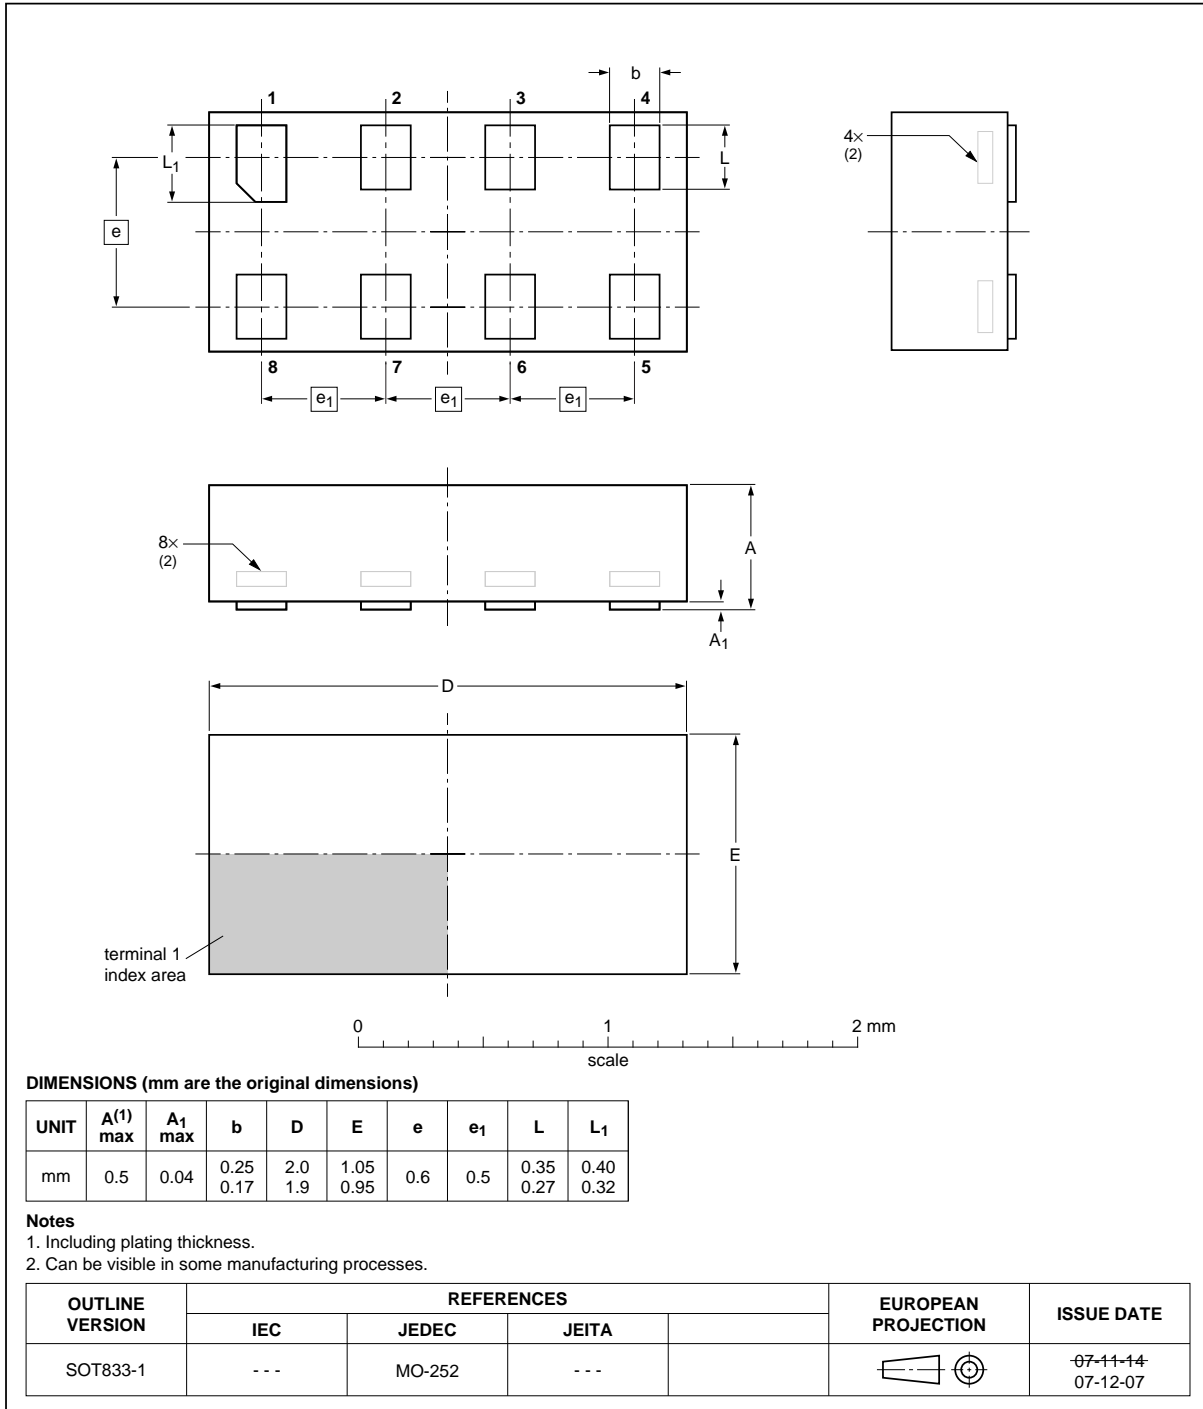 b
1 2 3 4
L1
L
4×
(2)
e
8 7 6 5
e1 e1 e1
8×
(2)
A
A1
D
E
terminal 1
index area
0 1 2 mm
scale
DIMENSIONS (mm are the original dimensions)
UNIT A(1) max A1 max b D E e e1 L L1
mm 0.5 0.04 0.25 0.17 2.0 1.9 1.05 0.95 0.6 0.5 0.35 0.27 0.40 0.32
Notes
1. Including plating thickness.
2. Can be visible in some manufacturing processes.
OUTLINE VERSION REFERENCES EUROPEAN PROJECTION ISSUE DATE
IEC JEDEC JEITA
SOT833-1 - - - MO-252 - - - 07-11-14
07-12-07